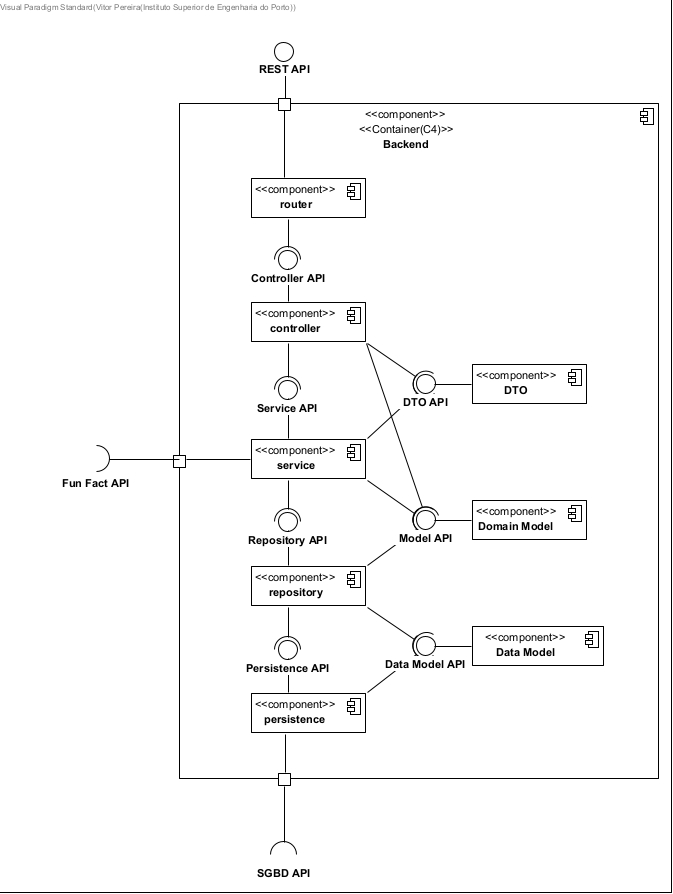 Visual Paradigm Standard(Vitor Pereira(Instituto Superior de Engenharia do Porto))
REST API
<<component>>
<<Container(C4)>>
Backend
<<component>>
router
Controller API
<<component>>
controller
Service API
DTO API
<<component>>
DTO
Fun Fact API
<<component>>
service
Repository API
Model API
<<component>>
Domain Model
<<component>>
repository
Persistence API
Data Model API
<<component>>
Data Model
<<component>>
persistence
SGBD API